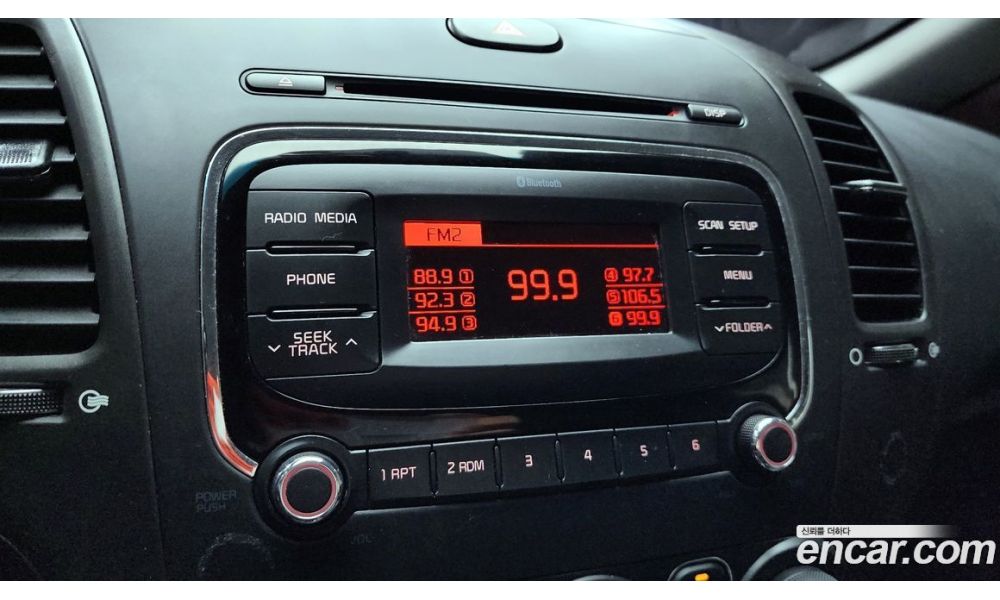 DISP
Bluetooth
RADIO MEDIA
SCAN SETUP
FM2
88.9 1
99.9
4 97.7
PHONE
MENU
92.3 2
5 106.5
94.9 3
6 99.9
SEEK
TRACK
FOLDER
1 RPT
2 RDM
3
4
5
6
POWER
PUSH
VOL
신뢰를 더하다
encar.com